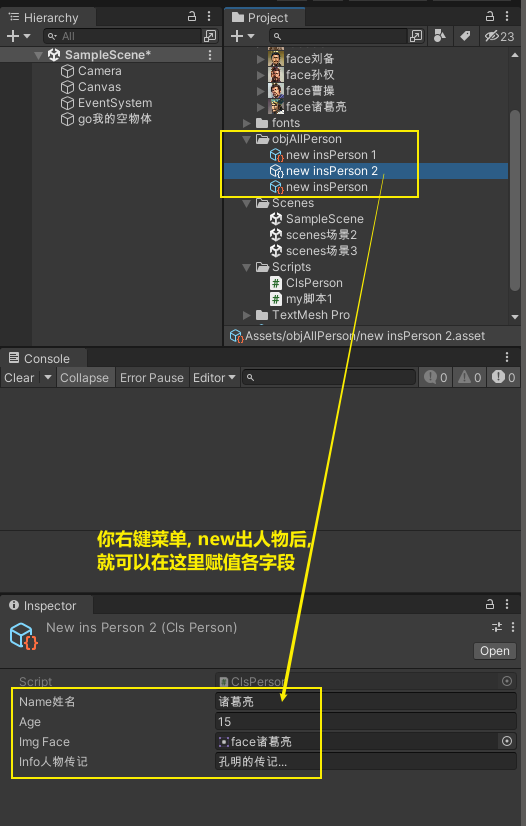 Hierarchy
All
SampleScene*
Camera
Canvas
EventSystem
go我的空物体
Project
23
face刘备
face孙权
face曹操
face诸葛亮
fonts
objAllPerson
new insPerson 1
new insPerson 2
new insPerson
Scenes
SampleScene
scenes场景2
scenes场景3
Scripts
ClsPerson
my脚本1
TextMesh Pro
Assets/objAllPerson/new insPerson 2.asset
Console
Clear Collapse Error Pause Editor 0 0 0
你右键菜单, new出人物后,
就可以在这里赋值各字段
Inspector
New ins Person 2 (Cls Person)
Open
Script ClsPerson
Name姓名 诸葛亮
Age 15
Img Face face诸葛亮
Info人物传记 孔明的传记...